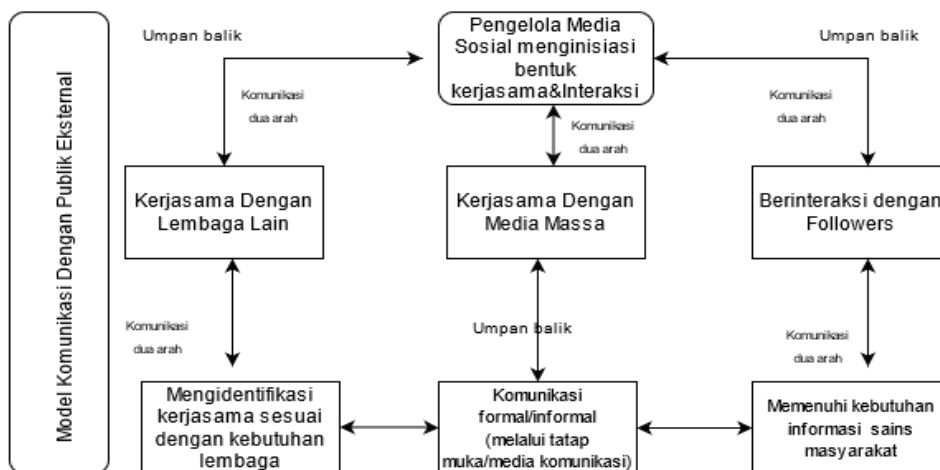 Model Komunikasi Dengan Publik Eksternal
Pengelola Media
Sosial menginisiasi
bentuk
kerjasama&Interaksi
Umpan balik
Umpan balik
Komunikasi
dua arah
Komunikasi
dua arah
Komunikasi
dua arah
Kerjasama Dengan
Lembaga Lain
Kerjasama Dengan
Media Massa
Berinteraksi dengan
Followers
Komunikasi
dua arah
Umpan balik
Komunikasi
dua arah
Mengidentifikasi
kerjasama sesuai
dengan kebutuhan
lembaga
Komunikasi
formal/informal
(melalui tatap
muka/media komunikasi)
Memenuhi kebutuhan
informasi sains
masyarakat